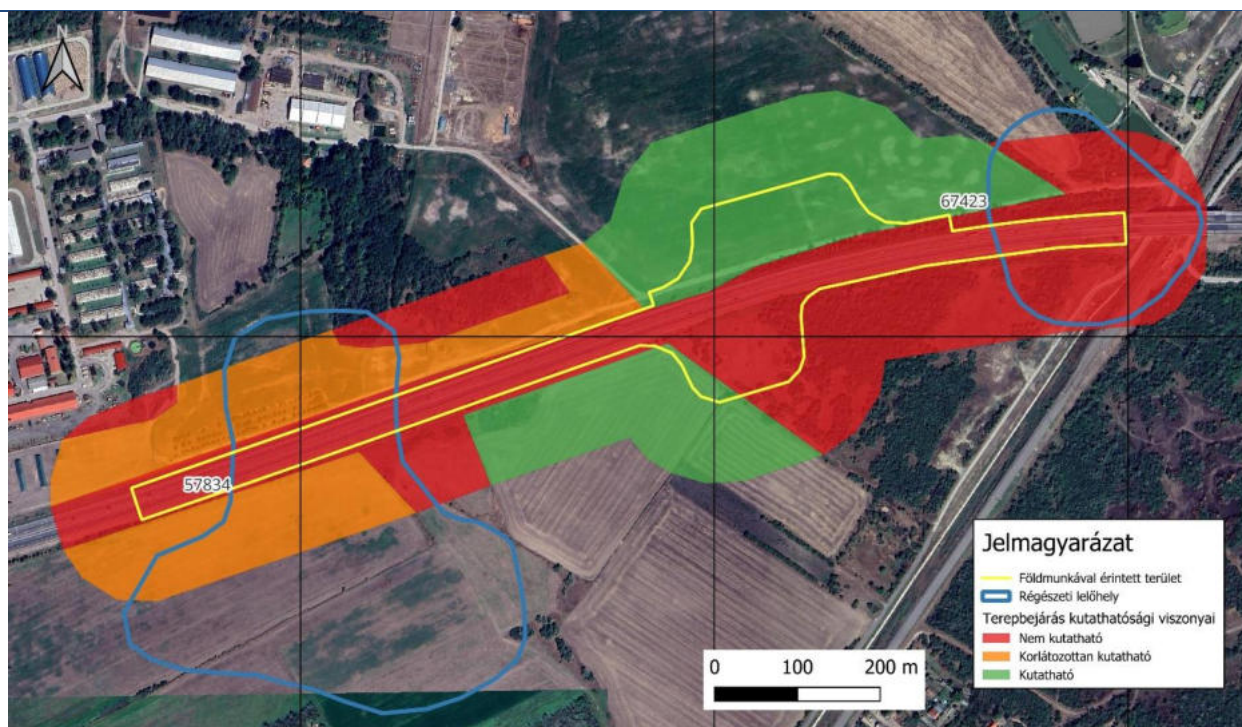 N
67423
57834
Jelmagyarázat
Földmunkával érintett terület
Régészeti lelőhely
Terepbejárás kutathatósági viszonyai
Nem kutatható
Korlátozottan kutatható
Kutatható
0 100 200 m